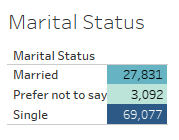 Marital Status
Marital Status
Married 27,831
Prefer not to say 3,092
Single 69,077